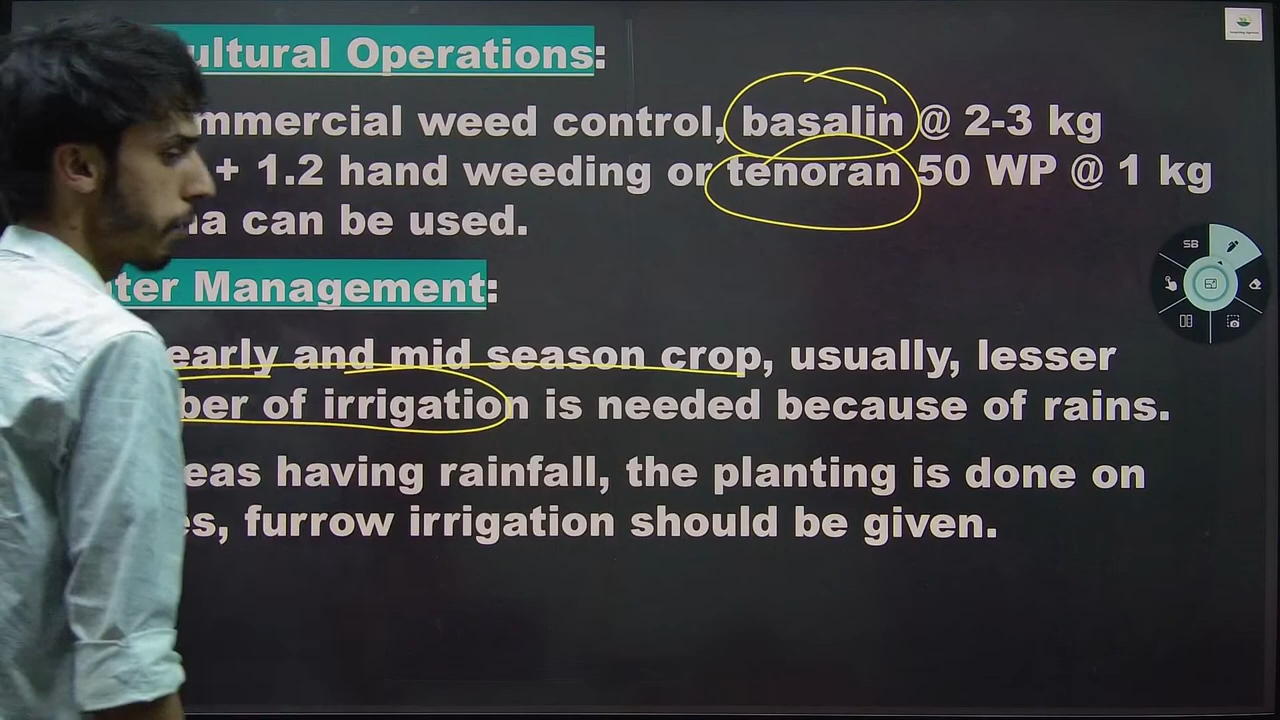 ultural Operations:
mmercial weed control, basalin @ 2-3 kg
+ 1.2 hand weeding or tenoran 50 WP @ 1 kg
can be used.
ter Management:
early and mid season crop, usually, lesser
ber of irrigation is needed because of rains.
eas having rainfall, the planting is done on
es, furrow irrigation should be given.
SB